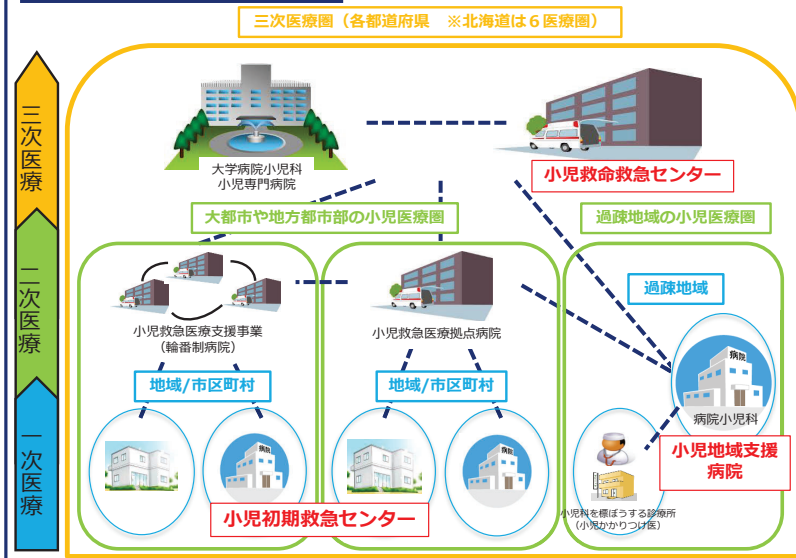 三次医療圏（各都道府県　※北海道は６医療圏）
三次医療
大学病院小児科
小児専門病院
小児救命救急センター
大都市や地方都市部の小児医療圏
過疎地域の小児医療圏
二次医療
小児救急医療支援事業
（輪番制病院）
小児救急医療拠点病院
過疎地域
病院
病院小児科
地域/市区町村
地域/市区町村
小児地域支援
病院
一次医療
病院
病院
小児初期救急センター
小児科を標ぼうする診療所
（小児かかりつけ医）